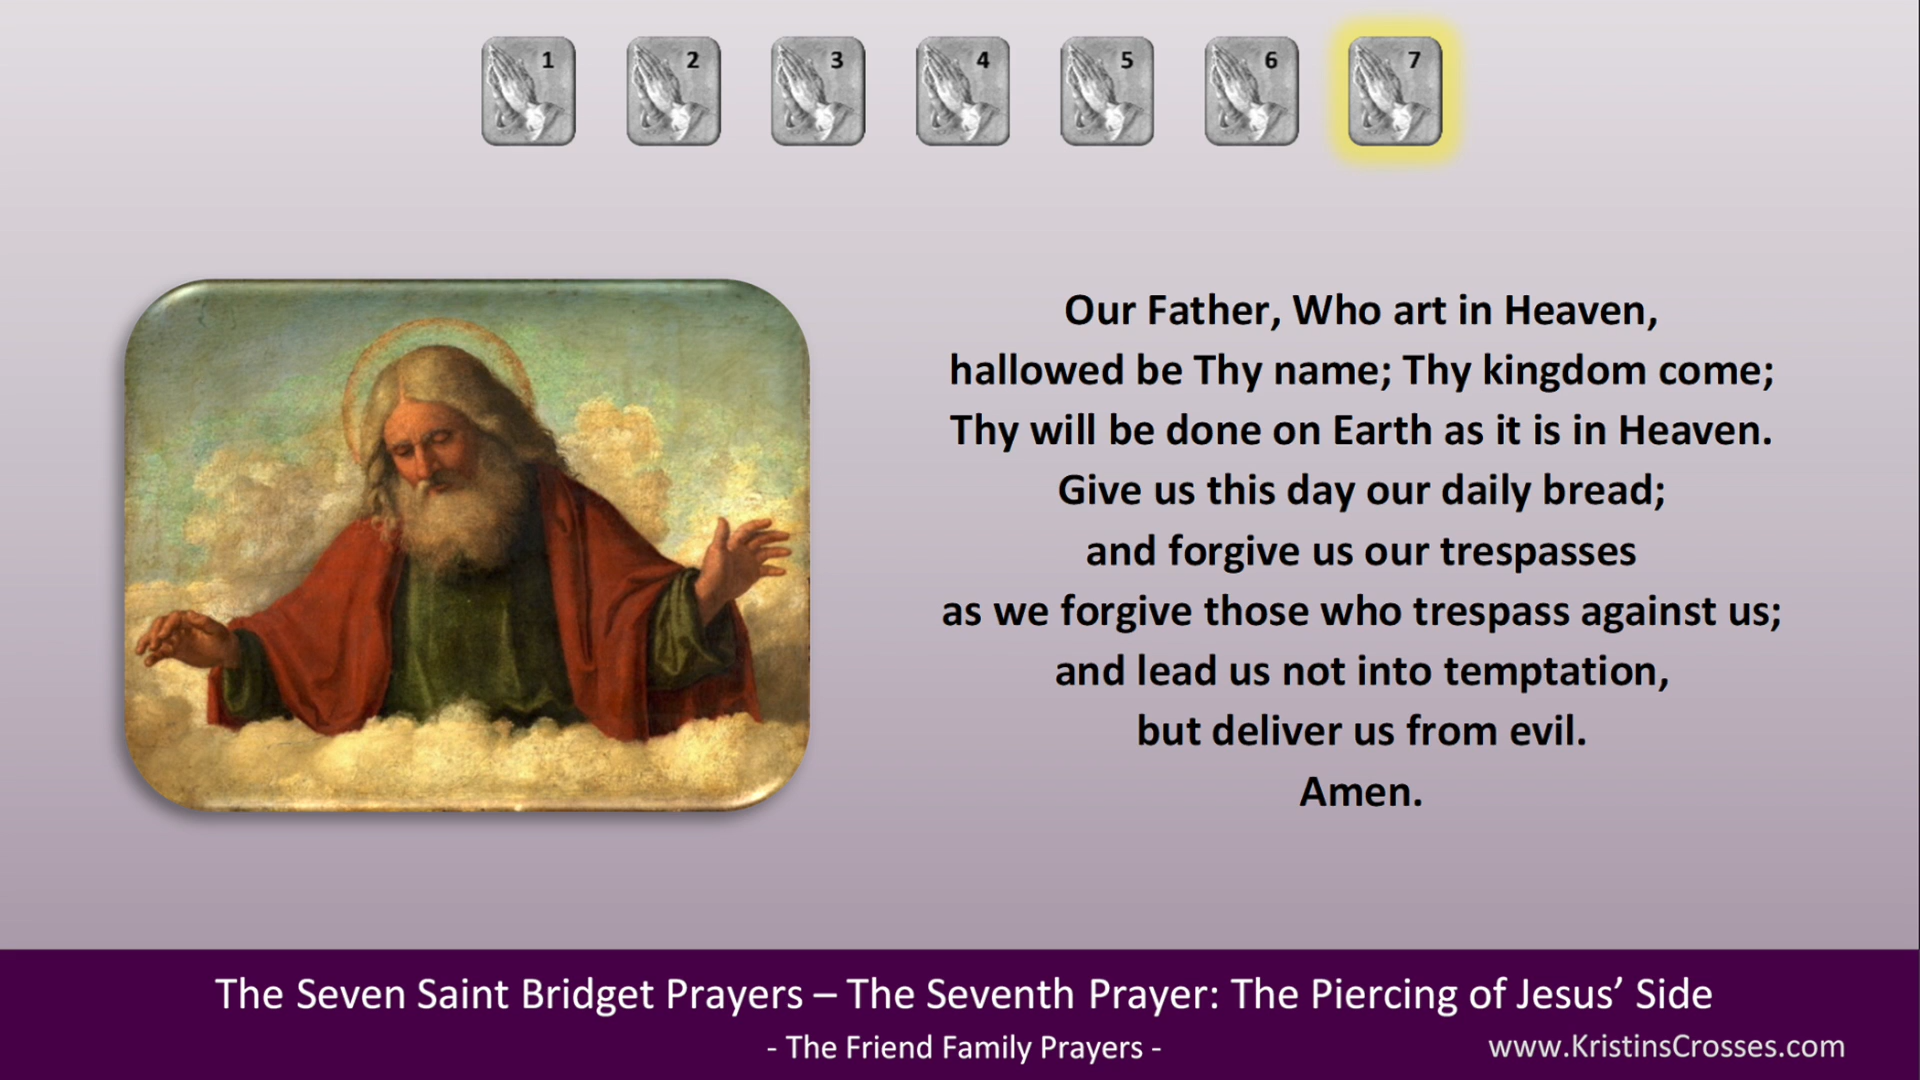 1 2 3 4 5 6 7
Our Father, Who art in Heaven,
hallowed be Thy name; Thy kingdom come;
Thy will be done on Earth as it is in Heaven.
Give us this day our daily bread;
and forgive us our trespasses
as we forgive those who trespass against us;
and lead us not into temptation,
but deliver us from evil.
Amen.
The Seven Saint Bridget Prayers – The Seventh Prayer: The Piercing of Jesus’ Side
- The Friend Family Prayers -
www.KristinsCrosses.com